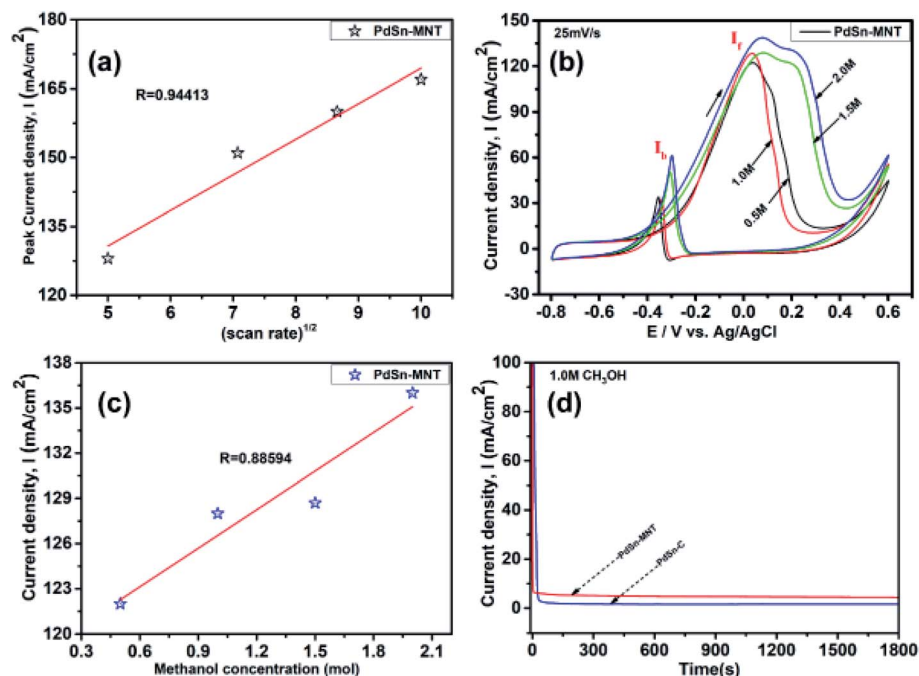 (a)
PdSn-MNT
R=0.94413
Peak Current density, I (mA/cm²)
180
165
150
135
120
5 6 7 8 9 10
(scan rate)^1/2
(b)
25mV/s
PdSn-MNT
I_f
I_b
2.0M
1.5M
1.0M
0.5M
Current density, I (mA/cm²)
150
120
90
60
30
0
-30
-0.8 -0.6 -0.4 -0.2 0.0 0.2 0.4 0.6
E / V vs. Ag/AgCl
(c)
PdSn-MNT
R=0.88594
Current density, I (mA/cm²)
138
135
132
129
126
123
120
0.3 0.6 0.9 1.2 1.5 1.8 2.1
Methanol concentration (mol)
(d)
1.0M CH₃OH
PdSn-MNT
PdSn-C
Current density, I (mA/cm²)
100
80
60
40
20
0
0 300 600 900 1200 1500 1800
Time(s)